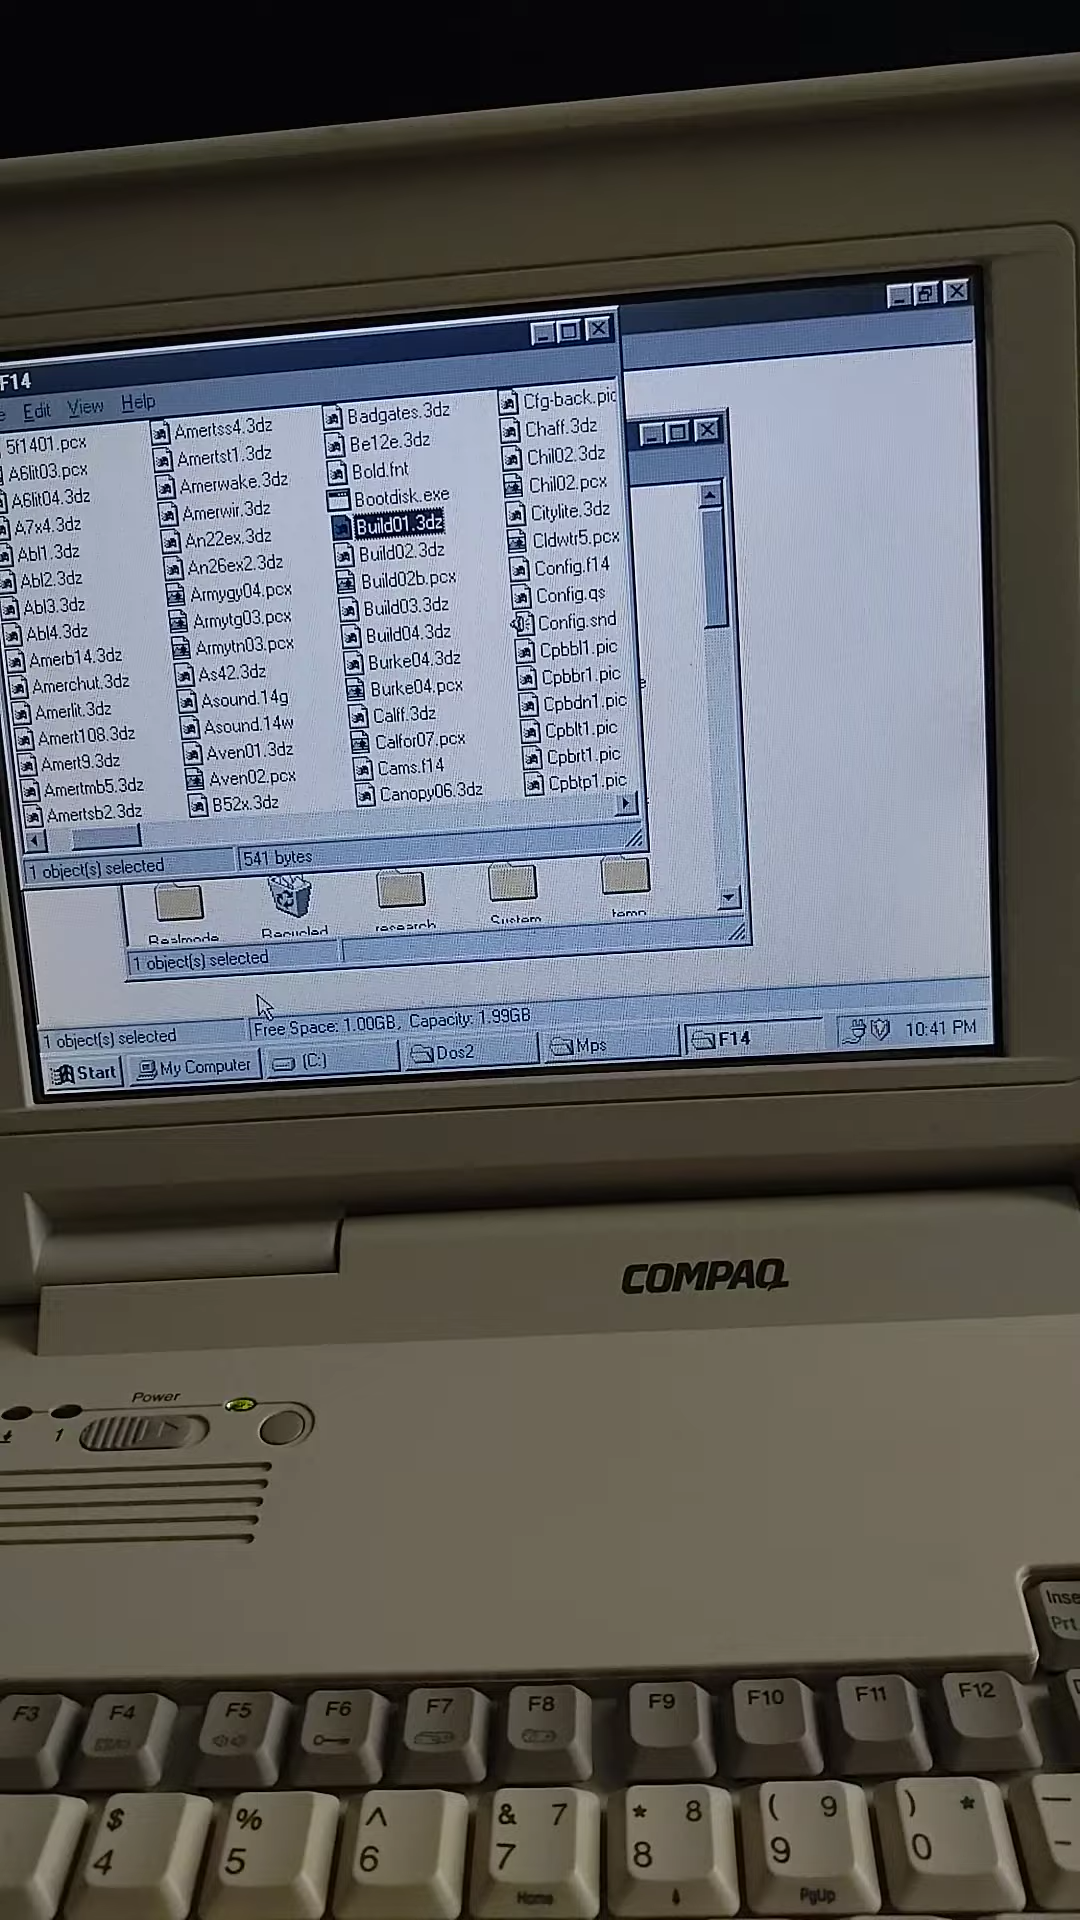 F14
Edit View Help
5f1401.pcx
A6lit03.pcx
A6lit04.3dz
A7x4.3dz
Abl1.3dz
Abl2.3dz
Abl3.3dz
Abl4.3dz
Amerb14.3dz
Amerchut.3dz
Amerlit.3dz
Amert108.3dz
Amert9.3dz
Amertmb5.3dz
Amertsb2.3dz
Amertss4.3dz
Amertst1.3dz
Amerwake.3dz
Amerwir.3dz
An22ex.3dz
An26ex2.3dz
Armygy04.pcx
Armytg03.pcx
Armytn03.pcx
As42.3dz
Asound.14g
Asound.14w
Aven01.3dz
Aven02.pcx
B52x.3dz
Badgates.3dz
Be12e.3dz
Bold.fnt
Bootdisk.exe
Build01.3dz
Build02.3dz
Build02b.pcx
Build03.3dz
Build04.3dz
Burke04.3dz
Burke04.pcx
Calff.3dz
Calfor07.pcx
Cams.f14
Canopy06.3dz
Cfg-back.pic
Chaff.3dz
Chil02.3dz
Chil02.pcx
Citylite.3dz
Cldwtr5.pcx
Config.f14
Config.qs
Config.snd
Cpbbl1.pic
Cpbbr1.pic
Cpbdn1.pic
Cpblt1.pic
Cpbrt1.pic
Cpbtp1.pic
1 object(s) selected 541 bytes
Realmode Recycled research System temp
1 object(s) selected
1 object(s) selected Free Space: 1.00GB, Capacity: 1.99GB
Start My Computer (C:) Dos2 Mps F14 10:41 PM
COMPAQ
Power
1
Prt
F3 F4 F5 F6 F7 F8 F9 F10 F11 F12
$ % ^ & 7 * 8 ( 9 ) *
4 5 6 7 8 9 0
Home PgUp